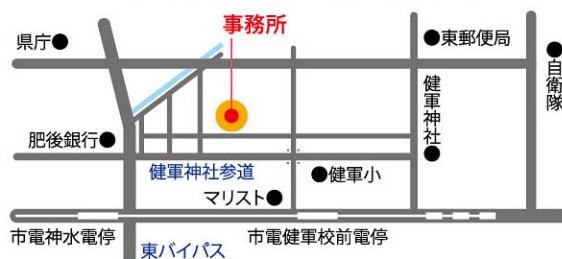 事務所
県庁
東郵便局
自衛隊
健軍神社
肥後銀行
健軍神社参道
健軍小
マリスト
市電神水電停
市電健軍校前電停
東バイパス